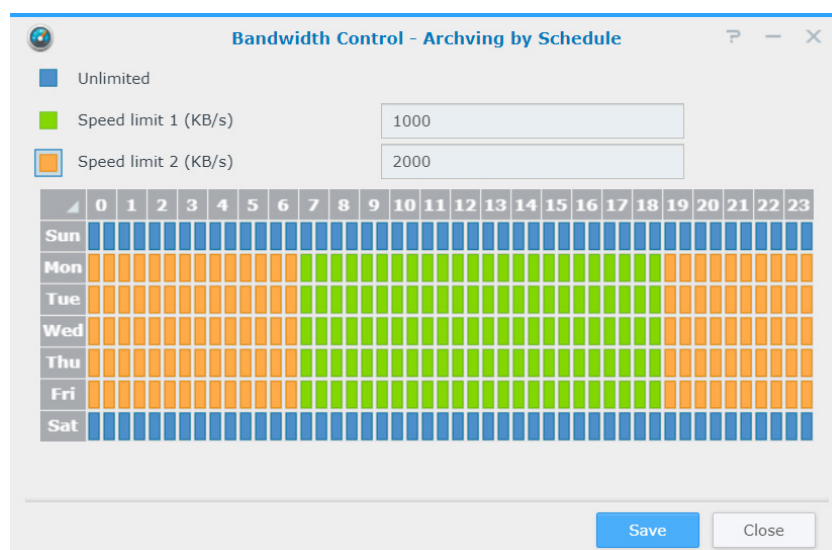 Bandwidth Control - Archving by Schedule
Unlimited
Speed limit 1 (KB/s) 1000
Speed limit 2 (KB/s) 2000
0 1 2 3 4 5 6 7 8 9 10 11 12 13 14 15 16 17 18 19 20 21 22 23
Sun
Mon
Tue
Wed
Thu
Fri
Sat
Save Close